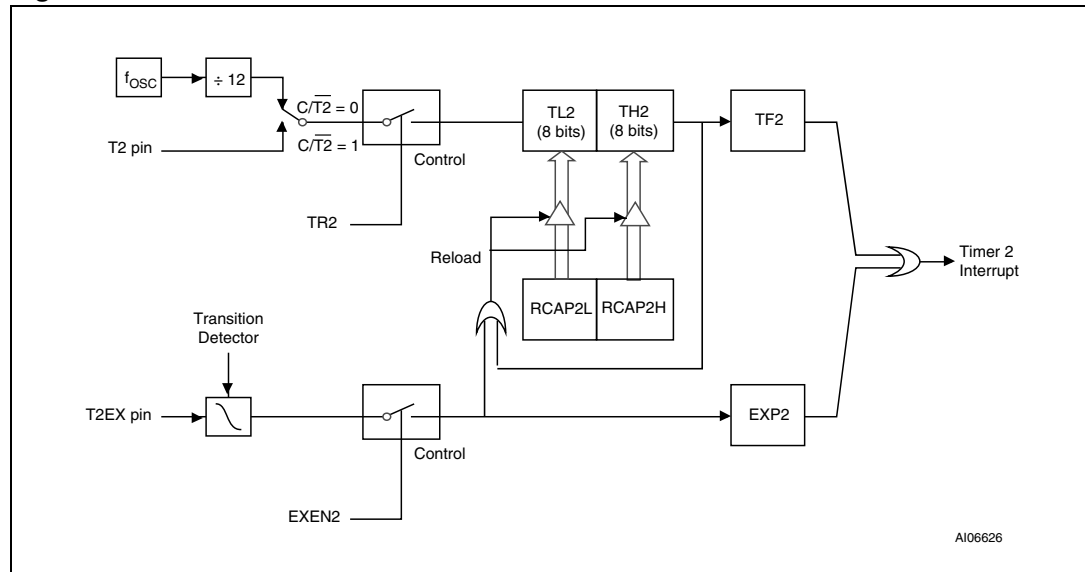 fOSC
÷ 12
C/T2 = 0
C/T2 = 1
T2 pin
Control
TR2
TL2
(8 bits)
TH2
(8 bits)
TF2
Reload
RCAP2L
RCAP2H
Timer 2
Interrupt
Transition
Detector
T2EX pin
Control
EXP2
EXEN2
AI06626